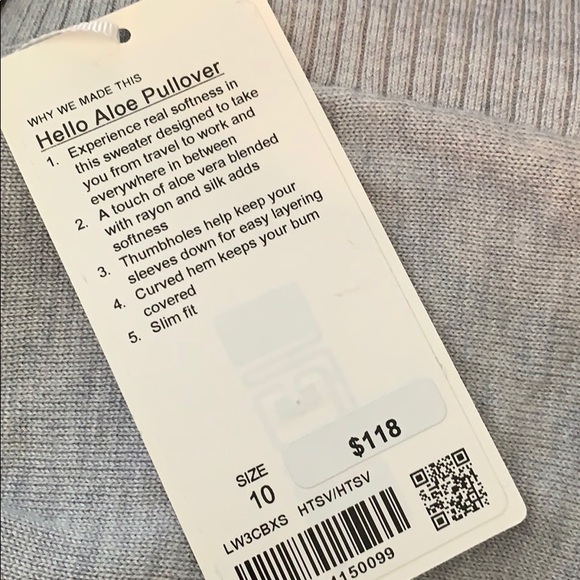 WHY WE MADE THIS
Hello Aloe Pullover
1. Experience real softness in
this sweater designed to take
you from travel to work and
everywhere in between
2. A touch of aloe vera blended
with rayon and silk adds
softness
3. Thumbholes help keep your
sleeves down for easy layering
4. Curved hem keeps your bum
covered
5. Slim fit
$118
SIZE
10
LW3CBXS HTSV/HTSV